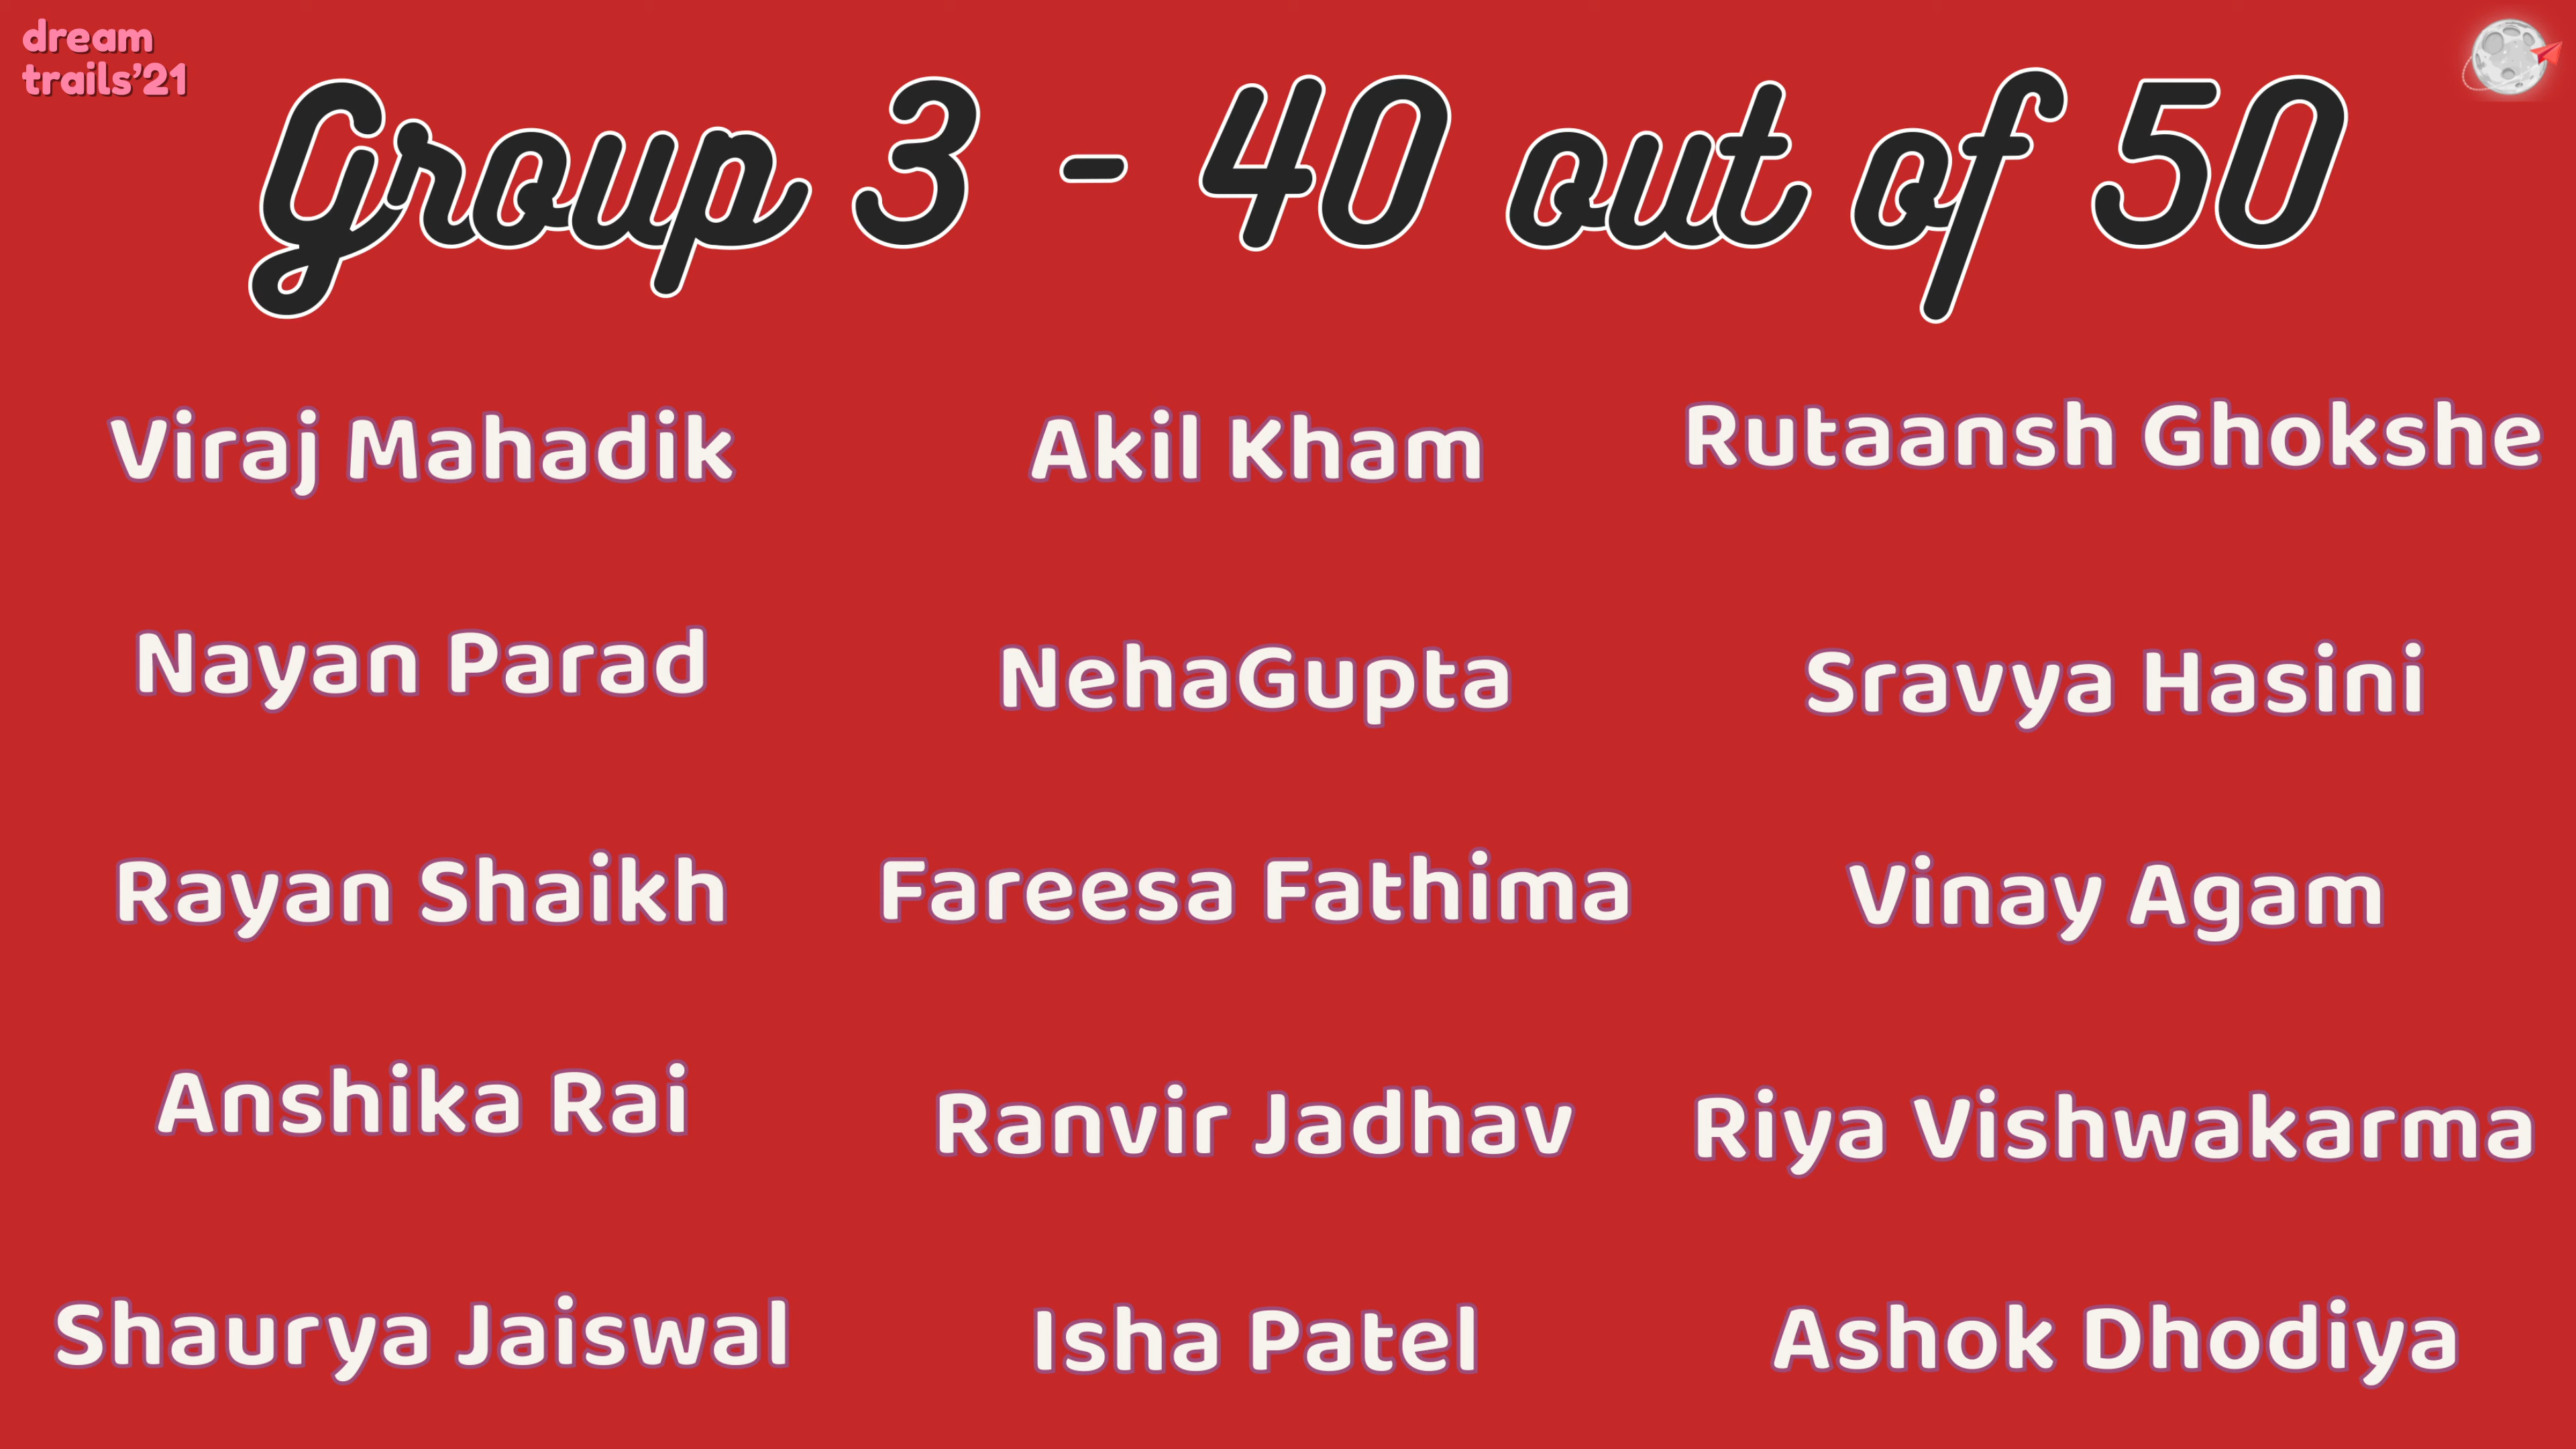 dream
trails'21
Group 3 - 40 out of 50
Viraj Mahadik
Akil Kham
Rutaansh Ghokshe
Nayan Parad
NehaGupta
Sravya Hasini
Rayan Shaikh
Fareesa Fathima
Vinay Agam
Anshika Rai
Ranvir Jadhav
Riya Vishwakarma
Shaurya Jaiswal
Isha Patel
Ashok Dhodiya